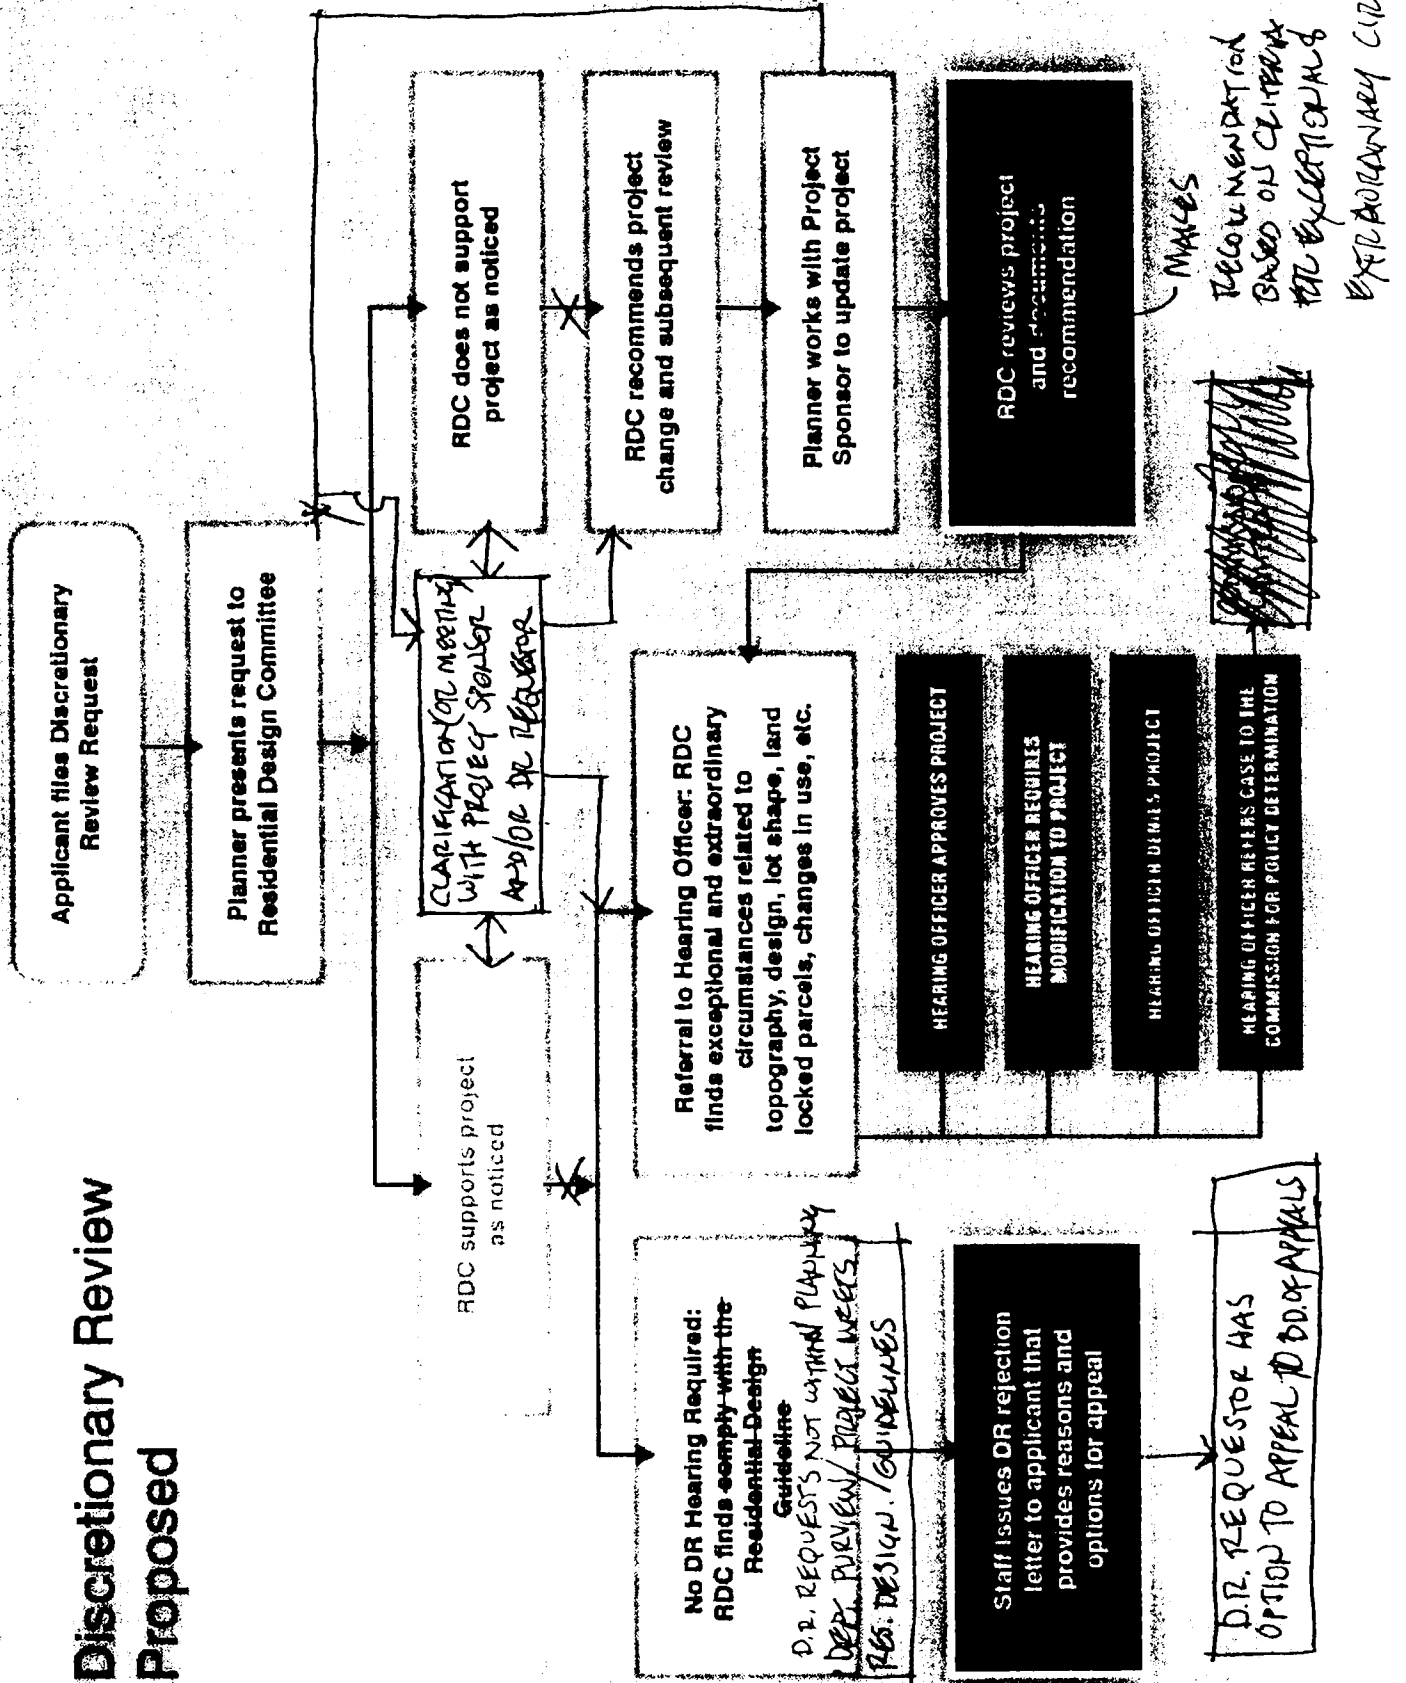 Discretionary Review
Proposed
Applicant files Discretionary
Review Request
Planner presents request to
Residential Design Committee
RDC supports project
as noticed
CLARIFICATION (OR MEETING)
WITH PROJECT SPONSOR
AND/OR DR REQUESTOR
RDC does not support
project as noticed
RDC recommends project
change and subsequent review
Planner works with Project
Sponsor to update project
RDC reviews project
and documents
recommendation
MAKES
RECOMMENDATION
BASED ON CRITERIA
EXCEPTIONAL &
No DR Hearing Required:
RDC finds comply with the
Residential Design
Guideline
D.R. REQUESTS NOT WITHIN PLANNING
DEPT. PURVIEW / PROJECT MEETS
RES. DESIGN. GUIDELINES
Referral to Hearing Officer: RDC
finds exceptional and extraordinary
circumstances related to
topography, design, lot shape, land
locked parcels, changes in use, etc.
HEARING OFFICER APPROVES PROJECT
HEARING OFFICER REQUIRES
MODIFICATION TO PROJECT
HEARING OFFICER DENIES PROJECT
HEARING OFFICER REFERS CASE TO THE
COMMISSION FOR POLICY DETERMINATION
Staff issues DR rejection
letter to applicant that
provides reasons and
options for appeal
D.R. REQUESTOR HAS
OPTION TO APPEAL TO BD. OF APPEALS